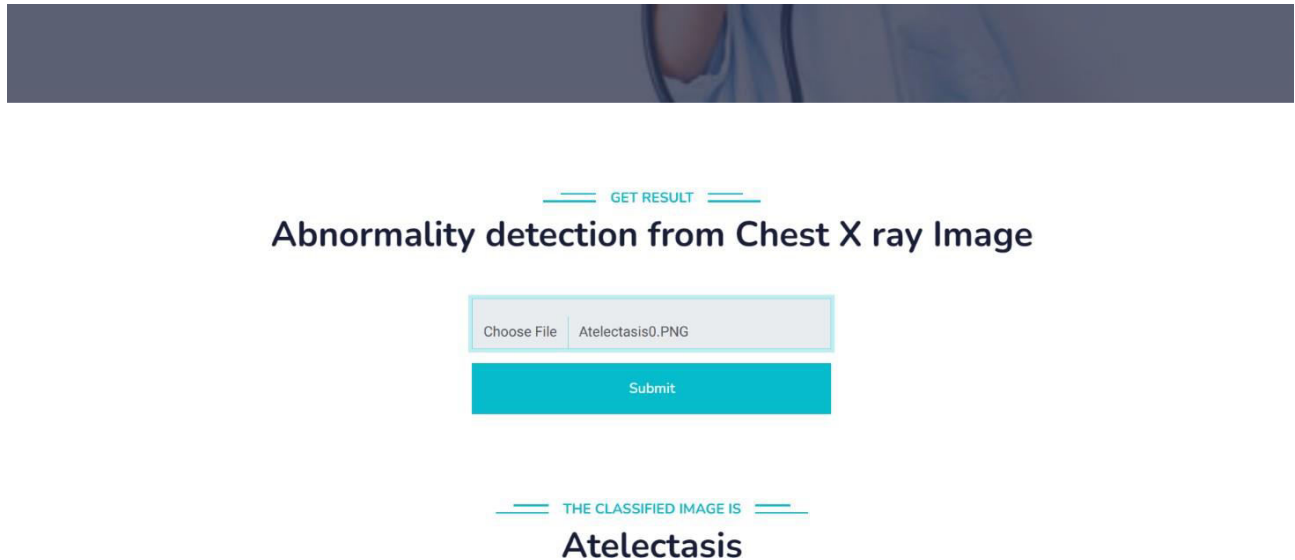 GET RESULT
Abnormality detection from Chest X ray Image
Choose File Atelectasis0.PNG
Submit
THE CLASSIFIED IMAGE IS
Atelectasis